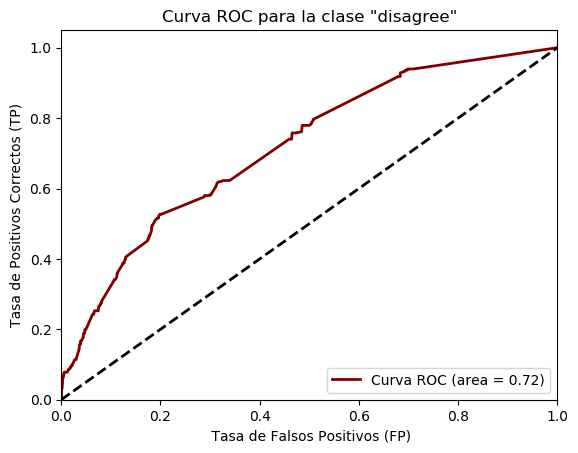 Curva ROC para la clase "disagree"
1.0
0.8
0.6
0.4
0.2
0.0
Tasa de Positivos Correctos (TP)
Curva ROC (area = 0.72)
0.0 0.2 0.4 0.6 0.8 1.0
Tasa de Falsos Positivos (FP)